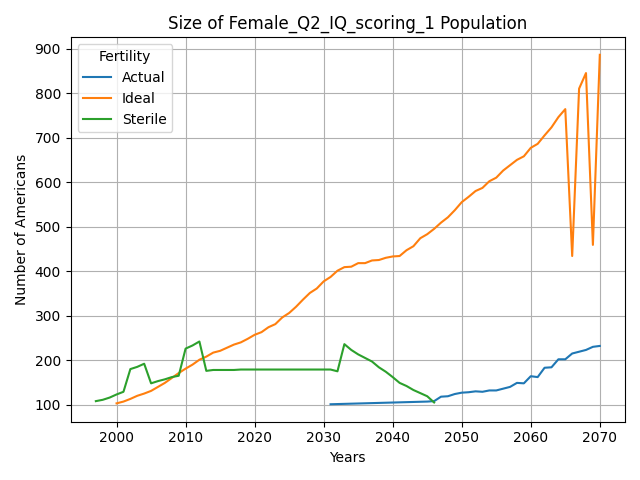 Size of Female_Q2_IQ_scoring_1 Population
Fertility
Actual
Ideal
Sterile
Number of Americans
900
800
700
600
500
400
300
200
100
2000 2010 2020 2030 2040 2050 2060 2070
Years